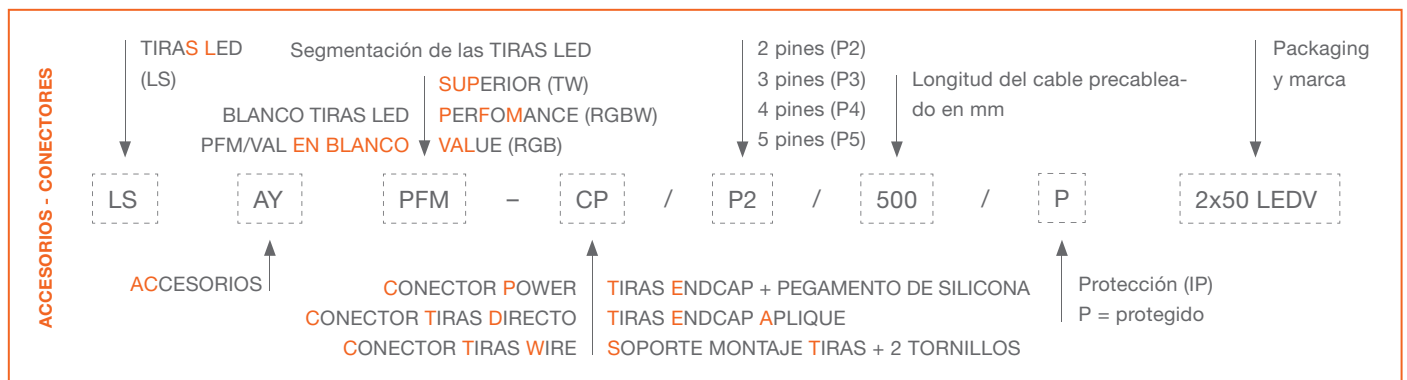 ACCESORIOS - CONECTORES
TIRAS LED
(LS)
Segmentación de las TIRAS LED
SUPERIOR (TW)
BLANCO TIRAS LED
PERFOMANCE (RGBW)
PFM/VAL EN BLANCO
VALUE (RGB)
2 pines (P2)
3 pines (P3)
4 pines (P4)
5 pines (P5)
Longitud del cable precablea-
do en mm
Packaging
y marca
LS AY PFM – CP / P2 / 500 / P 2x50 LEDV
ACCESORIOS
CONECTOR POWER
CONECTOR TIRAS DIRECTO
CONECTOR TIRAS WIRE
TIRAS ENDCAP + PEGAMENTO DE SILICONA
TIRAS ENDCAP APLIQUE
SOPORTE MONTAJE TIRAS + 2 TORNILLOS
Protección (IP)
P = protegido